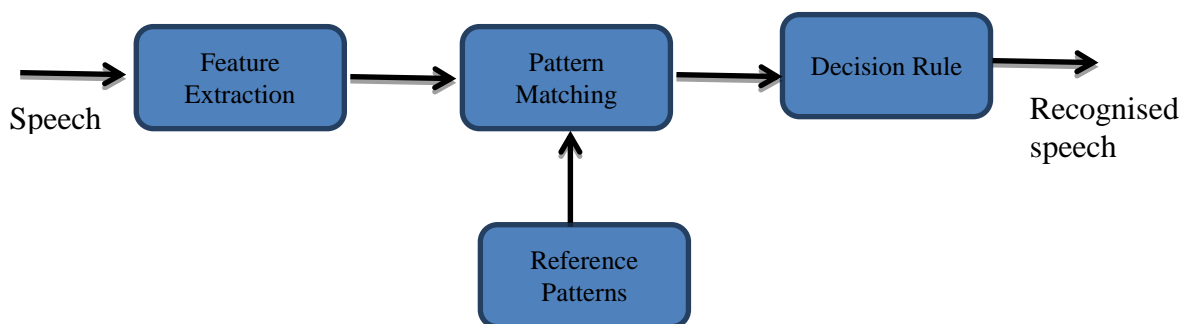 Speech
Feature
Extraction
Pattern
Matching
Decision Rule
Recognised
speech
Reference
Patterns